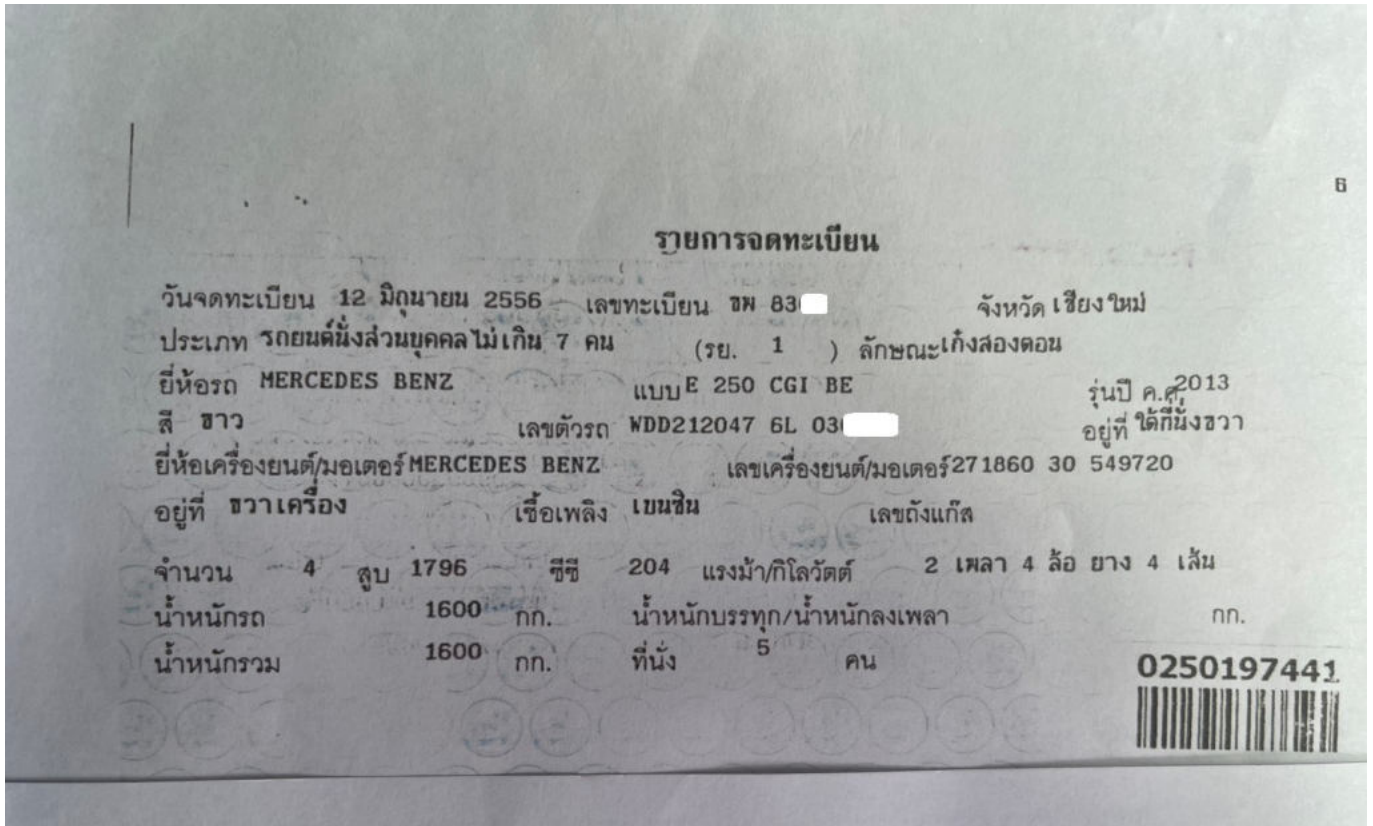 6
รายการจดทะเบียน
วันจดทะเบียน 12 มิถุนายน 2556 เลขทะเบียน ขพ 83 จังหวัด เชียงใหม่
ประเภท รถยนต์นั่งส่วนบุคคลไม่เกิน 7 คน (รย. 1 ) ลักษณะ เก๋งสองตอน
ยี่ห้อรถ MERCEDES BENZ แบบ E 250 CGI BE รุ่นปี ค.ศ 2013
สี ขาว เลขตัวรถ WDD212047 6L 03 อยู่ที่ ใต้ที่นั่งขวา
ยี่ห้อเครื่องยนต์/มอเตอร์ MERCEDES BENZ เลขเครื่องยนต์/มอเตอร์ 271860 30 549720
อยู่ที่ ขวาเครื่อง เชื้อเพลิง เบนซิน เลขถังแก๊ส
จำนวน 4 สูบ 1796 ซีซี 204 แรงม้า/กิโลวัตต์ 2 เพลา 4 ล้อ ยาง 4 เส้น
น้ำหนักรถ 1600 กก. น้ำหนักบรรทุก/น้ำหนักลงเพลา กก.
น้ำหนักรวม 1600 กก. ที่นั่ง 5 คน
0250197441